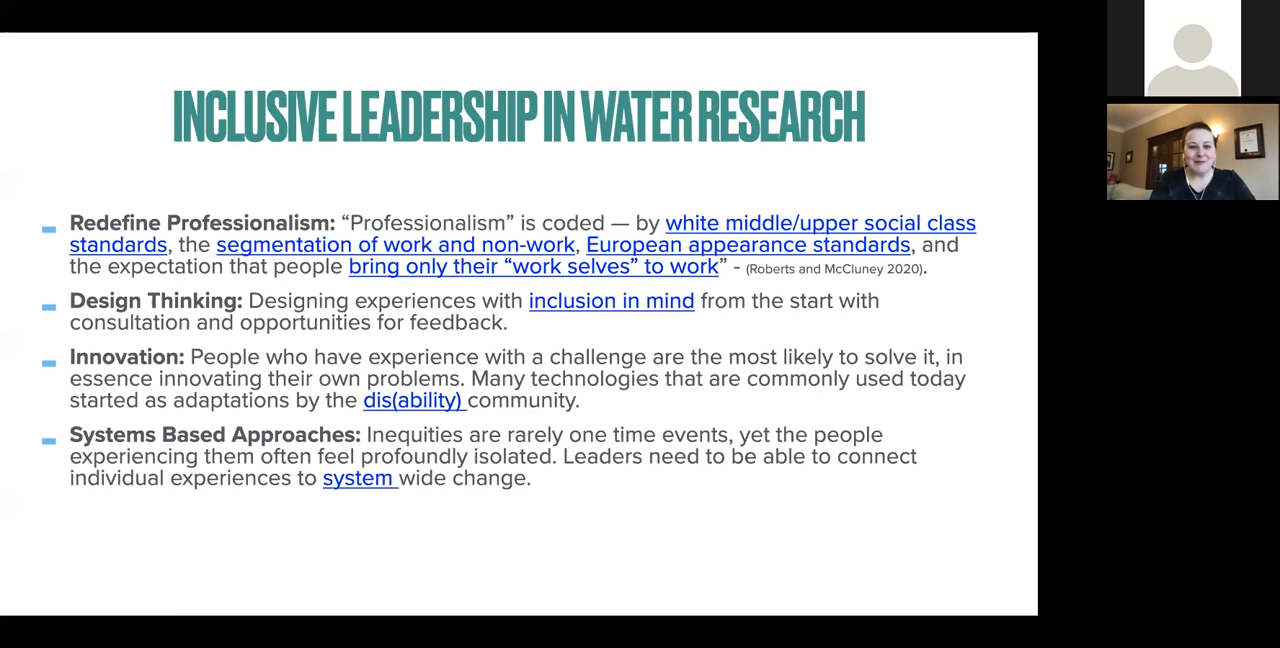 INCLUSIVE LEADERSHIP IN WATER RESEARCH
Redefine Professionalism: “Professionalism” is coded — by white middle/upper social class
standards, the segmentation of work and non-work, European appearance standards, and
the expectation that people bring only their “work selves” to work” - (Roberts and McCluney 2020).
Design Thinking: Designing experiences with inclusion in mind from the start with
consultation and opportunities for feedback.
Innovation: People who have experience with a challenge are the most likely to solve it, in
essence innovating their own problems. Many technologies that are commonly used today
started as adaptations by the dis(ability) community.
Systems Based Approaches: Inequities are rarely one time events, yet the people
experiencing them often feel profoundly isolated. Leaders need to be able to connect
individual experiences to system wide change.